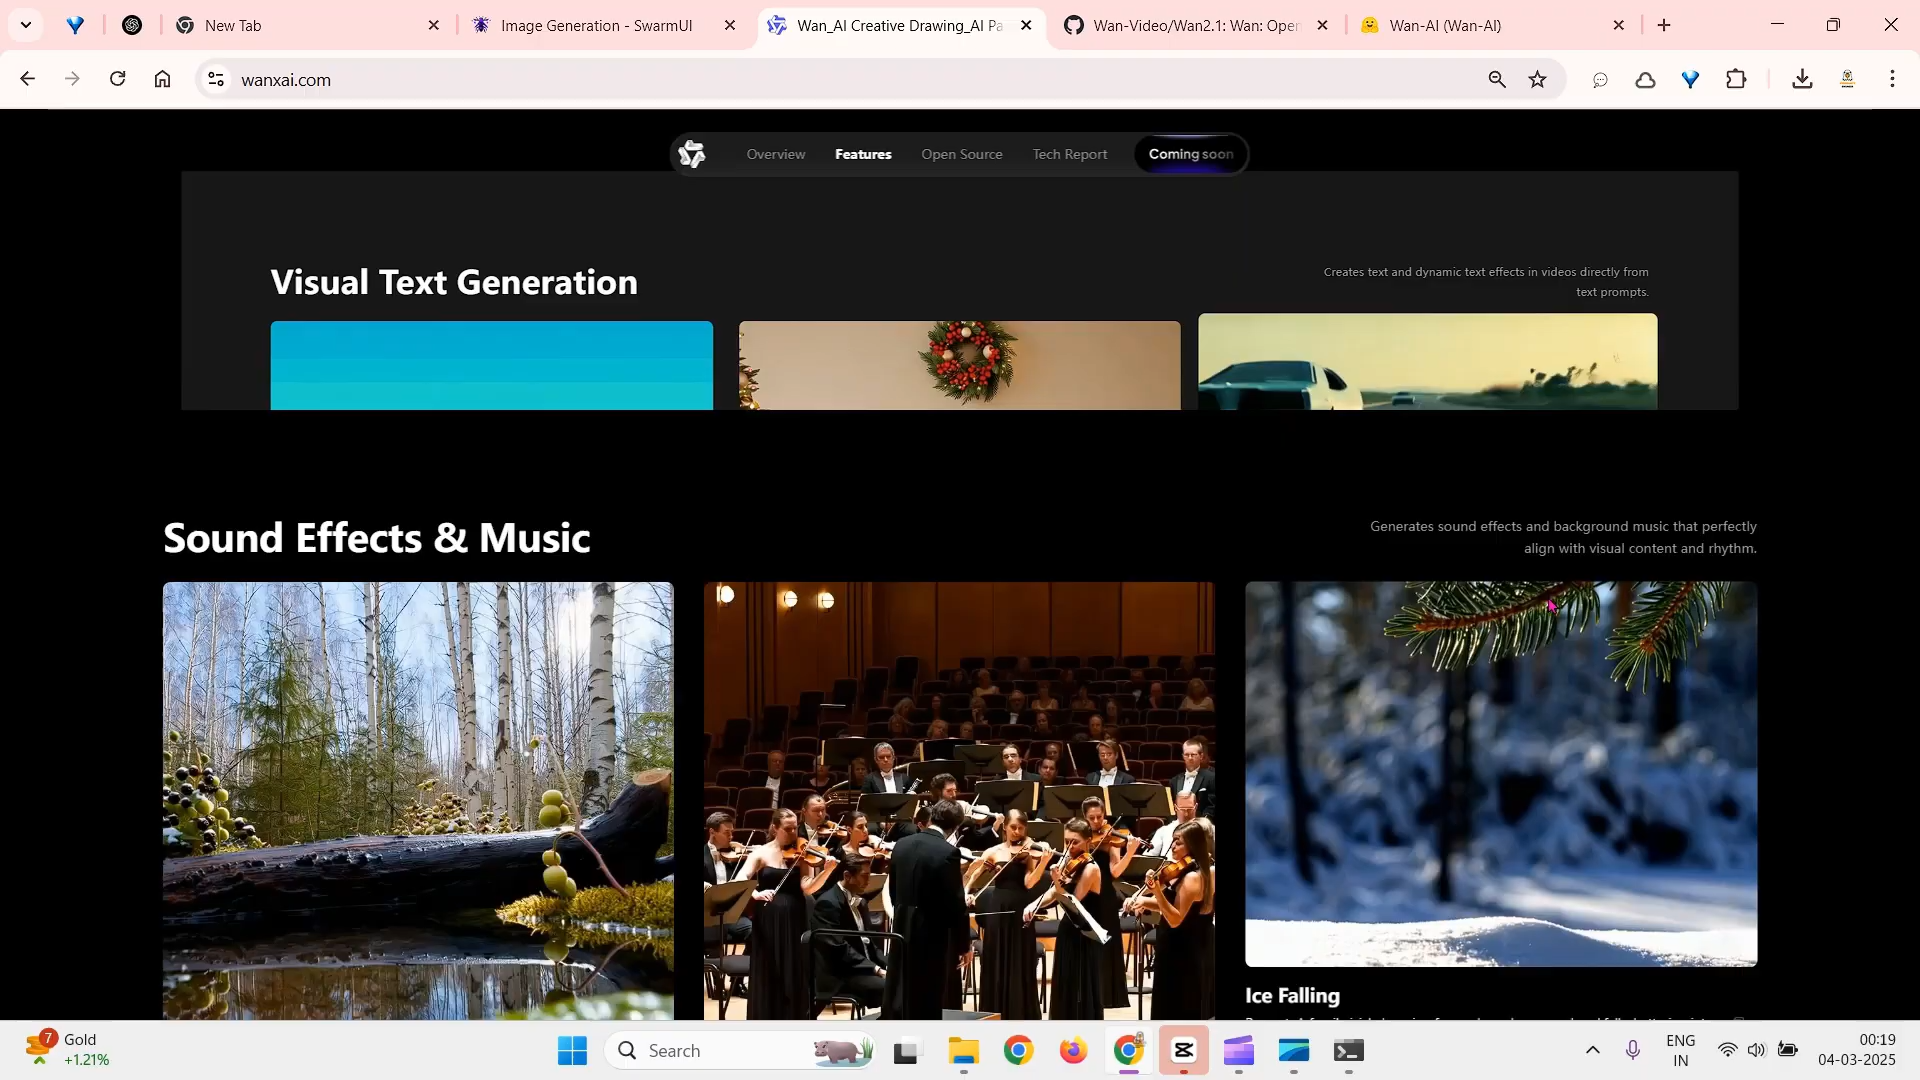 New Tab
Image Generation - SwarmUI
Wan_AI Creative Drawing_AI Pa
Wan-Video/Wan2.1: Wan: Open
Wan-AI (Wan-AI)
wanxai.com
Overview
Features
Open Source
Tech Report
Coming soon
Visual Text Generation
Creates text and dynamic text effects in videos directly from
text prompts.
Sound Effects & Music
Generates sound effects and background music that perfectly
align with visual content and rhythm.
Ice Falling
7
Gold
+1.21%
Search
ENG
IN
00:19
04-03-2025